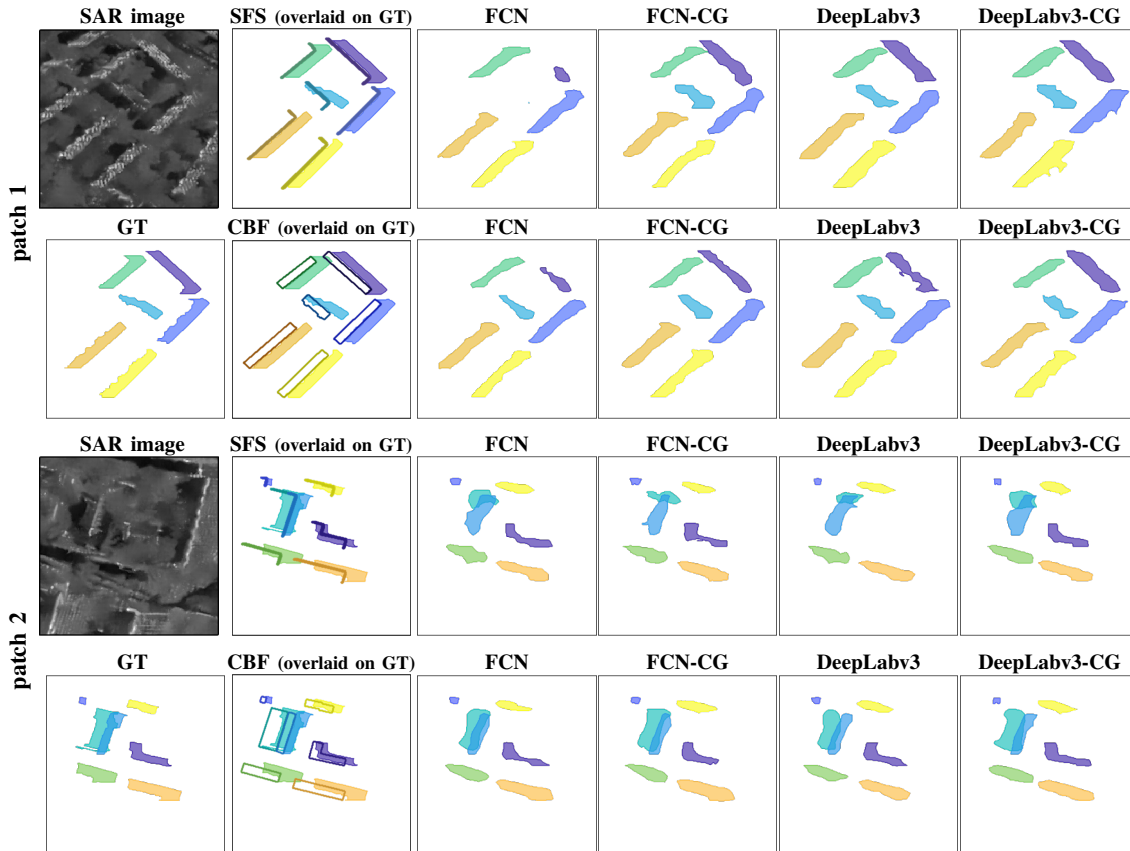 SAR image SFS (overlaid on GT) FCN FCN-CG DeepLabv3 DeepLabv3-CG
patch 1
GT CBF (overlaid on GT) FCN FCN-CG DeepLabv3 DeepLabv3-CG
SAR image SFS (overlaid on GT) FCN FCN-CG DeepLabv3 DeepLabv3-CG
patch 2
GT CBF (overlaid on GT) FCN FCN-CG DeepLabv3 DeepLabv3-CG